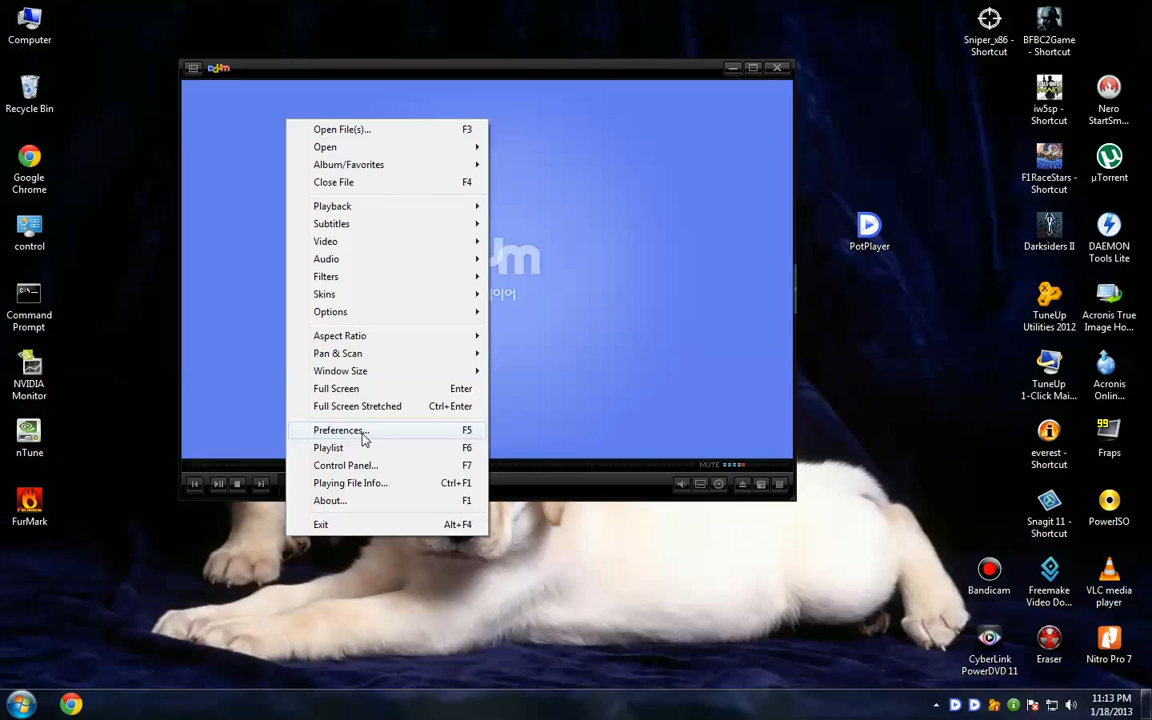 Computer
Recycle Bin
Google
Chrome
control
C:\_
Command
Prompt
NVIDIA
Monitor
nTune
FurMark
Daum
Open File(s)... F3
Open
Album/Favorites
Close File F4
Playback
Subtitles
Video
Audio
Filters
Skins
Options
Aspect Ratio
Pan & Scan
Window Size
Full Screen Enter
Full Screen Stretched Ctrl+Enter
Preferences... F5
Playlist F6
Control Panel... F7
Playing File Info... Ctrl+F1
About... F1
Exit Alt+F4
um
이어
MUTE
PotPlayer
Sniper_x86 -
Shortcut
BFBC2Game
- Shortcut
iw5sp -
Shortcut
Nero
StartSm...
F1RaceStars -
Shortcut
µTorrent
Darksiders II
DAEMON
Tools Lite
TuneUp
Utilities 2012
Acronis True
Image Ho...
TuneUp
1-Click Mai...
Acronis
Online...
everest -
Shortcut
99
Fraps
Snagit 11 -
Shortcut
PowerISO
Bandicam
Freemake
Video Do...
VLC media
player
CyberLink
PowerDVD 11
Eraser
Nitro Pro 7
11:13 PM
1/18/2013